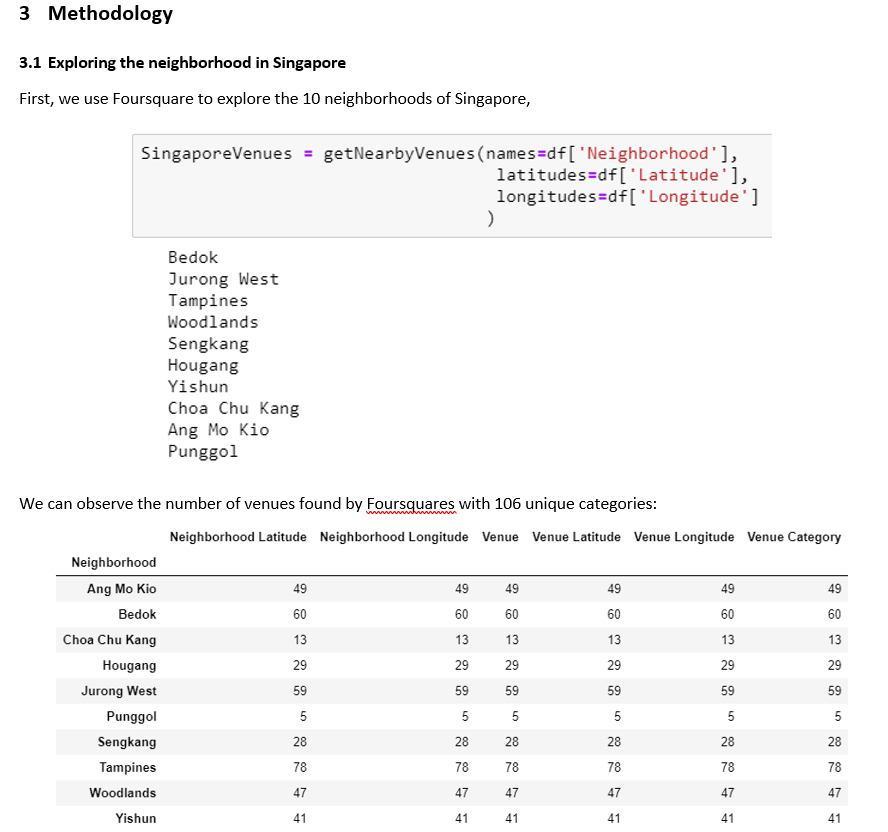 3 Methodology
3.1 Exploring the neighborhood in Singapore
First, we use Foursquare to explore the 10 neighborhoods of Singapore,
SingaporeVenues = getNearbyVenues(names=df['Neighborhood'],
latitudes=df['Latitude'],
longitudes=df['Longitude']
)
Bedok
Jurong West
Tampines
Woodlands
Sengkang
Hougang
Yishun
Choa Chu Kang
Ang Mo Kio
Punggol
We can observe the number of venues found by Foursquares with 106 unique categories:
Neighborhood Latitude Neighborhood Longitude Venue Venue Latitude Venue Longitude Venue Category
Neighborhood
Ang Mo Kio 49 49 49 49 49 49
Bedok 60 60 60 60 60 60
Choa Chu Kang 13 13 13 13 13 13
Hougang 29 29 29 29 29 29
Jurong West 59 59 59 59 59 59
Punggol 5 5 5 5 5 5
Sengkang 28 28 28 28 28 28
Tampines 78 78 78 78 78 78
Woodlands 47 47 47 47 47 47
Yishun 41 41 41 41 41 41